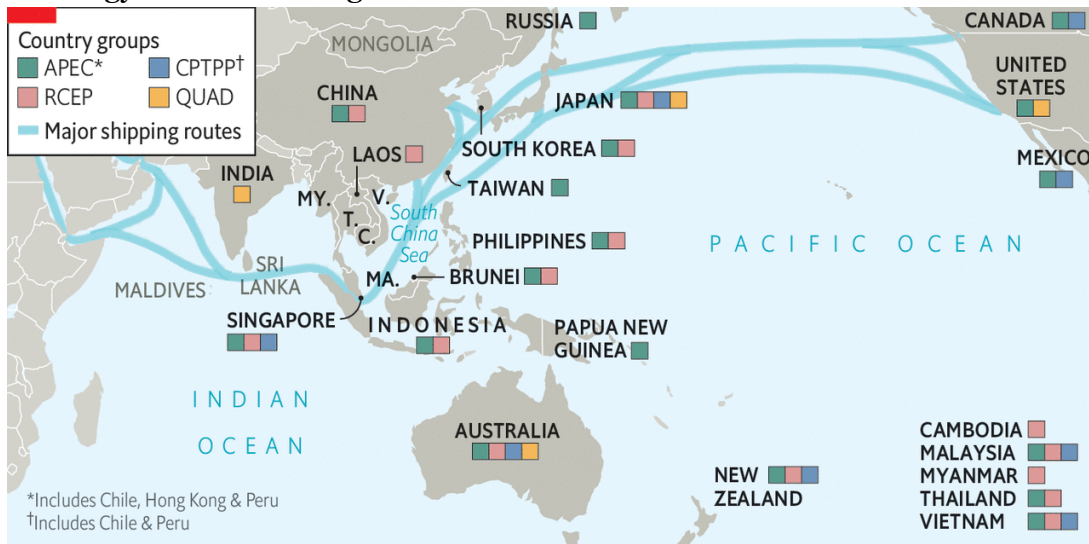 Country groups
APEC* CPTPP†
RCEP QUAD
Major shipping routes
RUSSIA
CANADA
MONGOLIA
UNITED
STATES
CHINA
JAPAN
LAOS
SOUTH KOREA
MEXICO
INDIA
TAIWAN
MY.
V.
T.
C.
South
China
Sea
PHILIPPINES
PACIFIC OCEAN
SRI
LANKA
MALDIVES
MA.
BRUNEI
SINGAPORE
INDONESIA
PAPUA NEW
GUINEA
INDIAN
OCEAN
AUSTRALIA
NEW
ZEALAND
CAMBODIA
MALAYSIA
MYANMAR
THAILAND
VIETNAM
*Includes Chile, Hong Kong & Peru
†Includes Chile & Peru